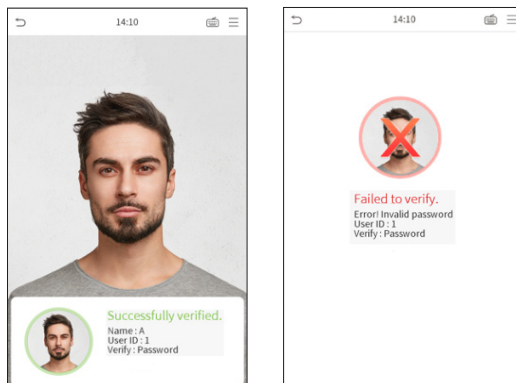 14:10
Successfully verified.
Name : A
User ID : 1
Verify : Password
14:10
Failed to verify.
Error! Invalid password
User ID : 1
Verify : Password